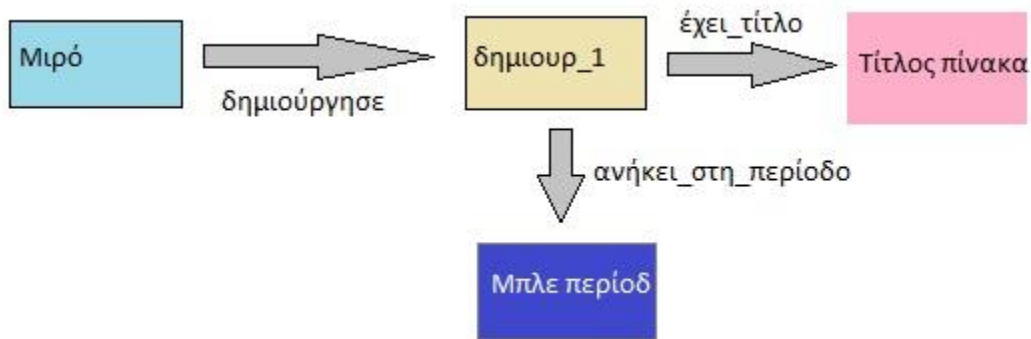 Μιρό
δημιούργησε
δημιουρ_1
έχει_τίτλο
Τίτλος πίνακα
ανήκει_στη_περίοδο
Μπλε περίοδ